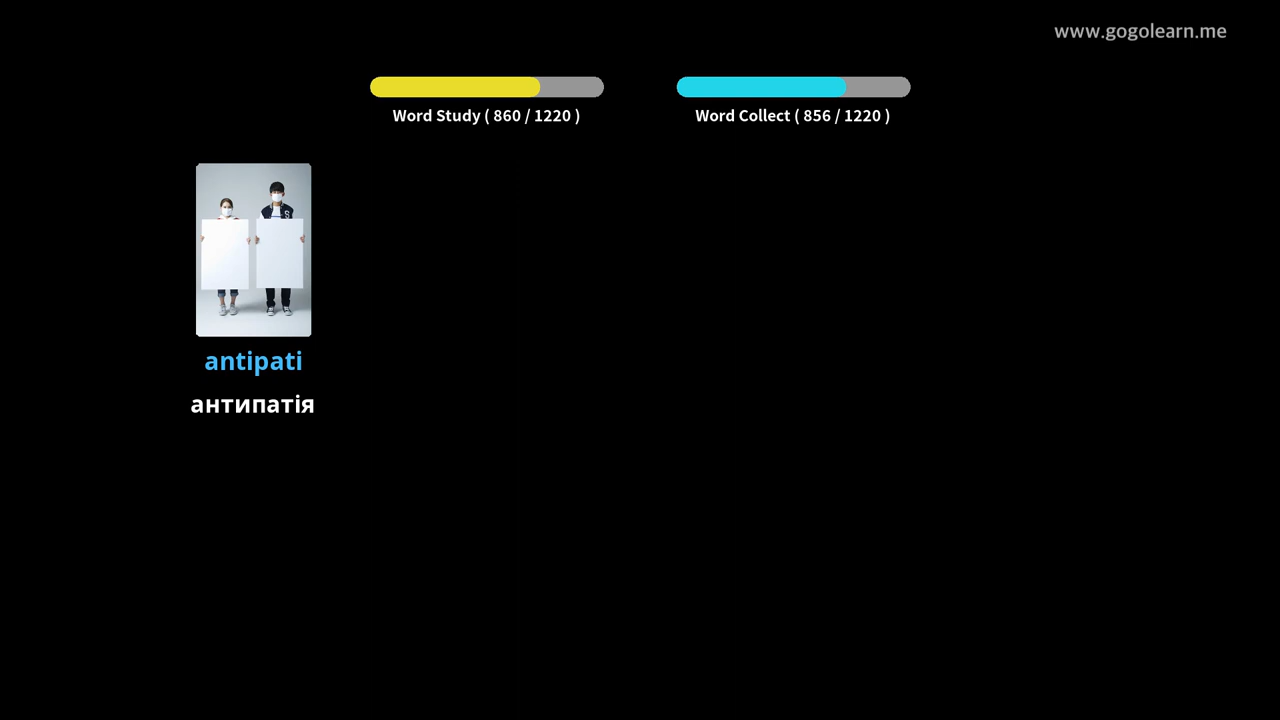 www.gogolearn.me
Word Study ( 860 / 1220 )
Word Collect ( 856 / 1220 )
antipati
антипатія